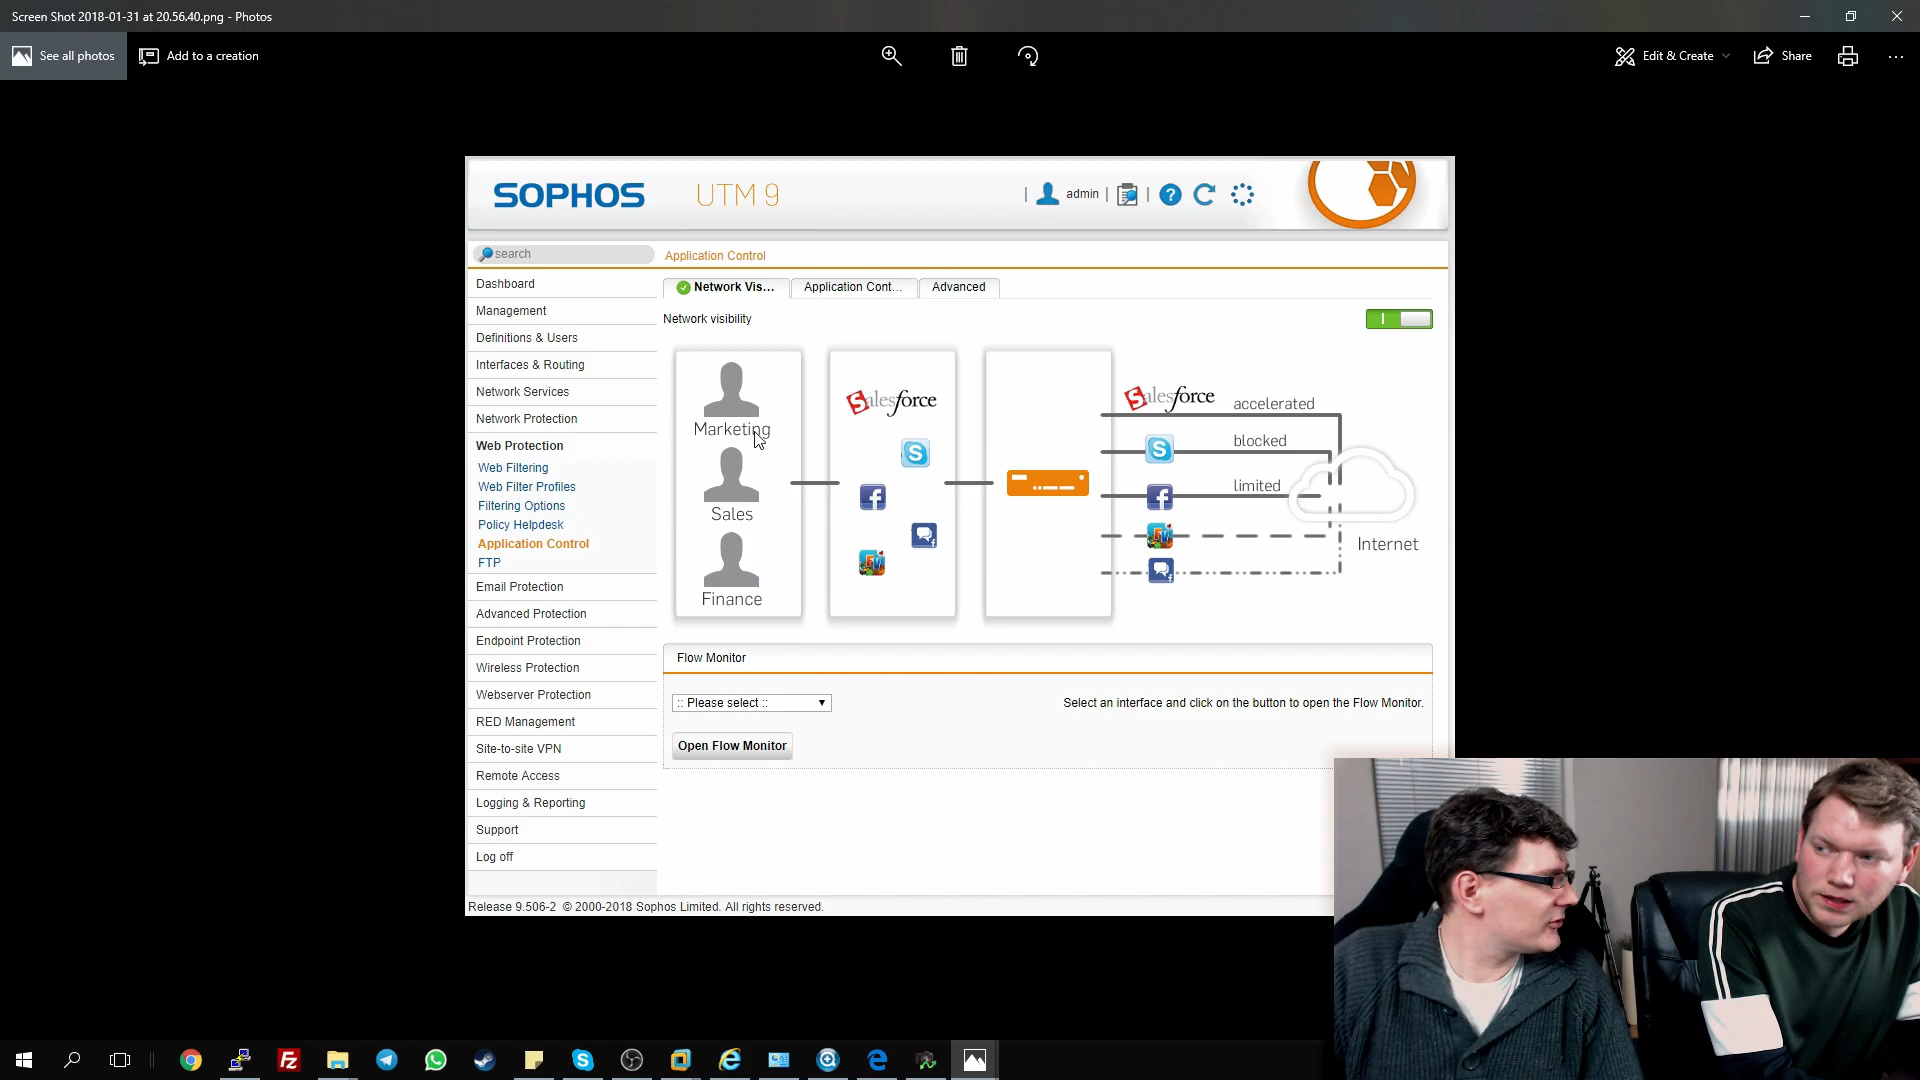 Screen Shot 2018-01-31 at 20.56.40.png - Photos
See all photos
Add to a creation
Edit & Create
Share
SOPHOS
UTM 9
admin
search
Application Control
Dashboard
Management
Definitions & Users
Interfaces & Routing
Network Services
Network Protection
Web Protection
Web Filtering
Web Filter Profiles
Filtering Options
Policy Helpdesk
Application Control
FTP
Email Protection
Advanced Protection
Endpoint Protection
Wireless Protection
Webserver Protection
RED Management
Site-to-site VPN
Remote Access
Logging & Reporting
Support
Log off
Network Vis...
Application Cont...
Advanced
Network visibility
Marketing
Sales
Finance
Salesforce
Salesforce
accelerated
blocked
limited
Internet
Flow Monitor
:: Please select ::
Select an interface and click on the button to open the Flow Monitor.
Open Flow Monitor
Release 9.506-2 © 2000-2018 Sophos Limited. All rights reserved.